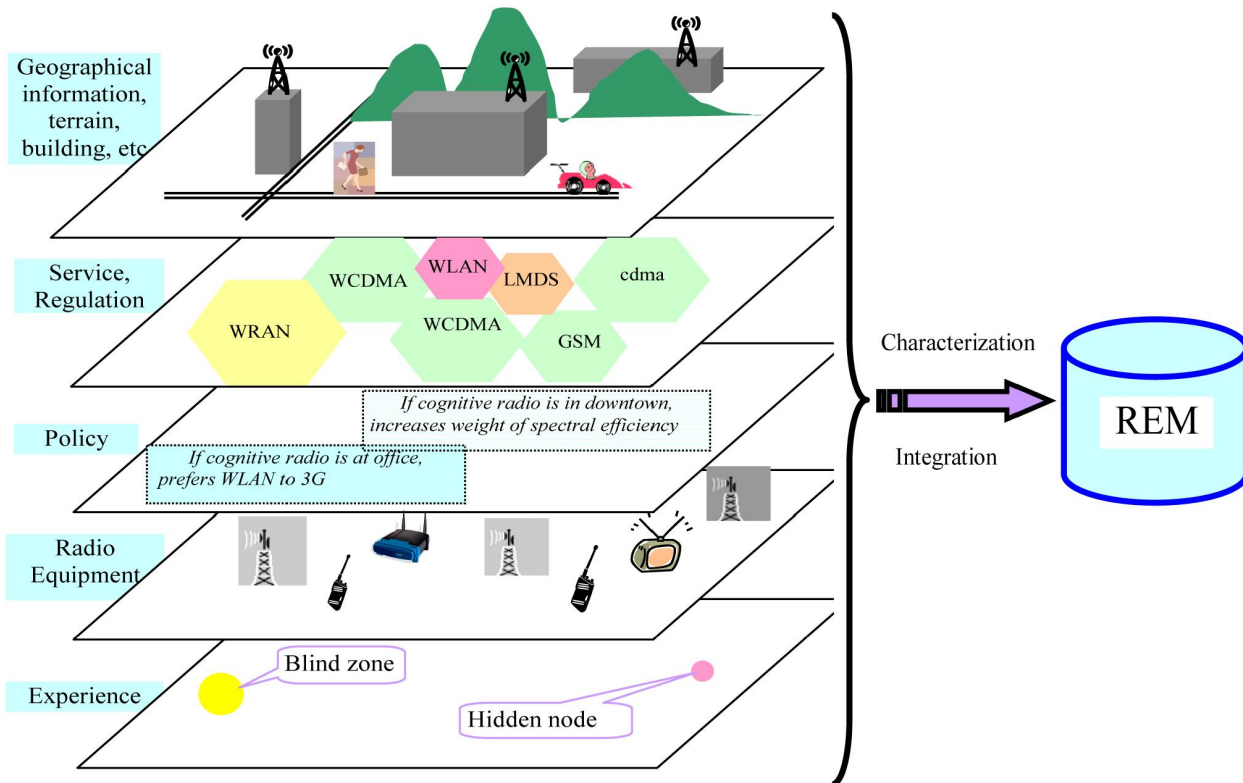 Geographical
information,
terrain,
building, etc
Service,
Regulation
WCDMA
WLAN
LMDS
cdma
WRAN
WCDMA
GSM
Policy
If cognitive radio is in downtown,
increases weight of spectral efficiency
If cognitive radio is at office,
prefers WLAN to 3G
Radio
Equipment
Experience
Blind zone
Hidden node
Characterization
Integration
REM